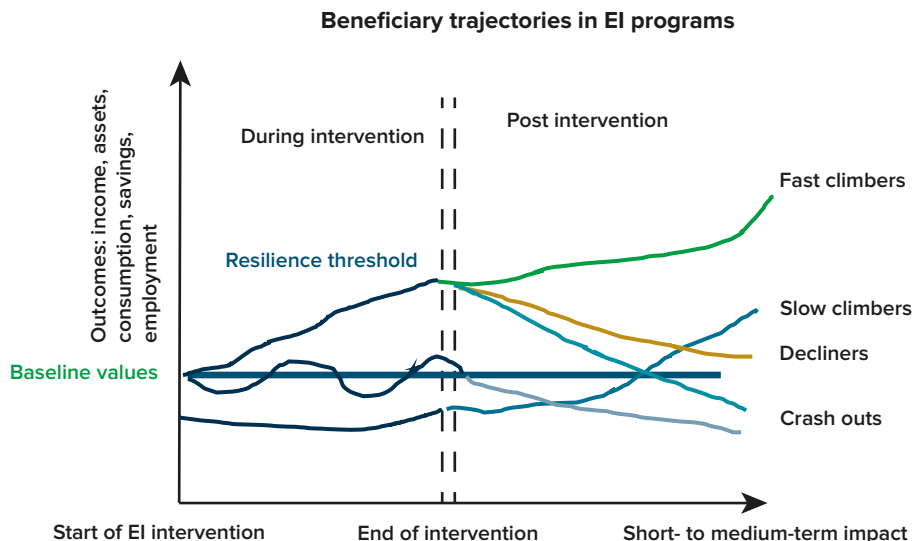 Beneficiary trajectories in EI programs
Outcomes: income, assets,
consumption, savings,
employment
During intervention
Post intervention
Fast climbers
Resilience threshold
Slow climbers
Decliners
Baseline values
Crash outs
Start of EI intervention
End of intervention
Short- to medium-term impact